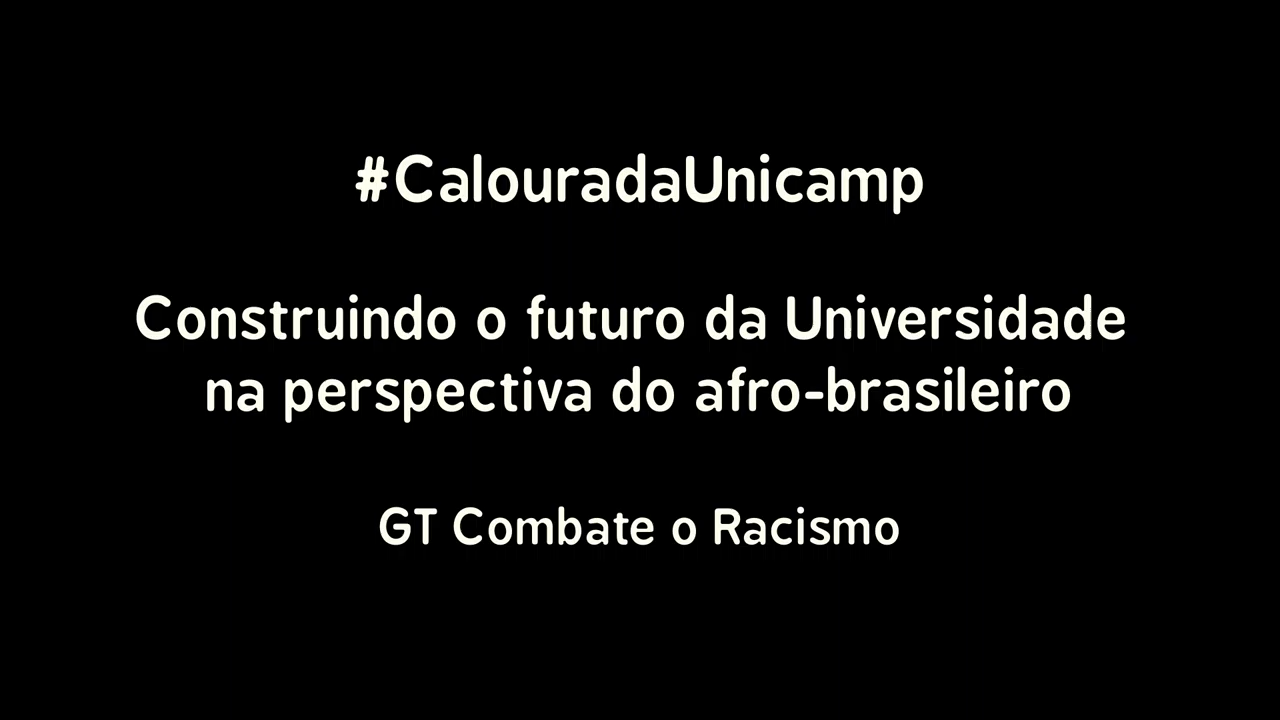 #CalouradaUnicamp
Construindo o futuro da Universidade
na perspectiva do afro-brasileiro
GT Combate o Racismo